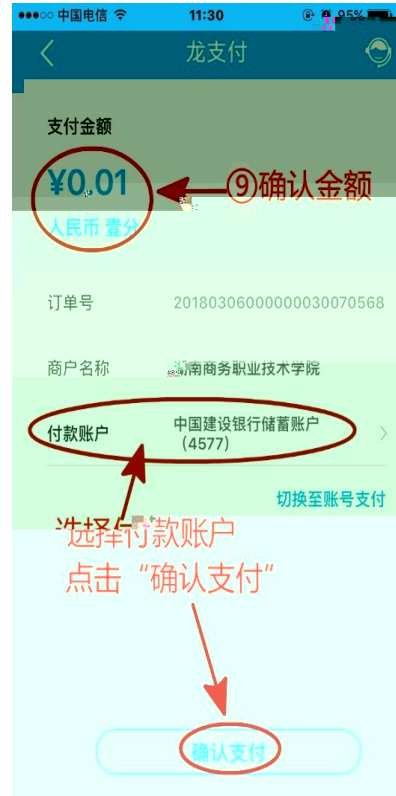 中国电信 11:30 95%
龙支付
支付金额
¥0.01
⑨确认金额
人民币 壹分
订单号 20180306000000030070568
商户名称 湖南商务职业技术学院
付款账户 中国建设银行储蓄账户
(4577)
切换至账号支付
选择付款账户
点击“确认支付”
确认支付